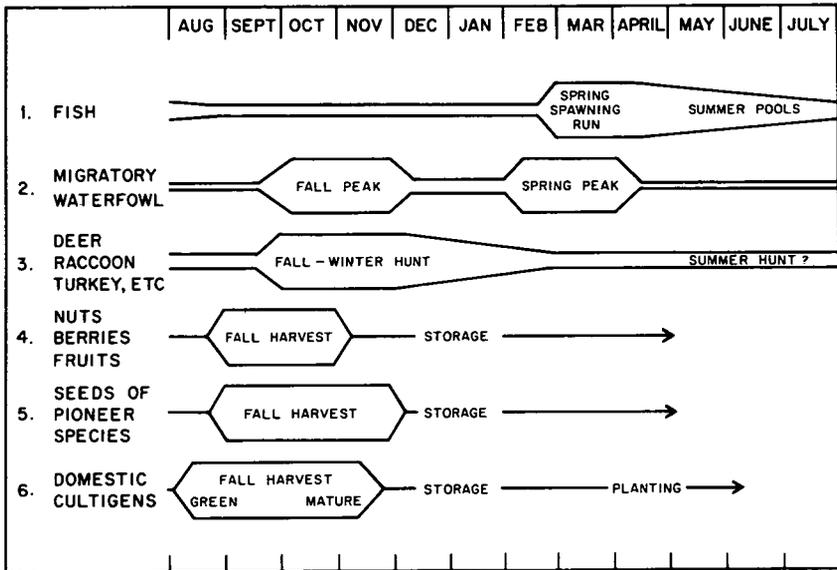 AUG SEPT OCT NOV DEC JAN FEB MAR APRIL MAY JUNE JULY
1. FISH
SPRING
SPAWNING
RUN
SUMMER POOLS
2. MIGRATORY
WATERFOWL
FALL PEAK
SPRING PEAK
3. DEER
RACCOON
TURKEY, ETC
FALL - WINTER HUNT
SUMMER HUNT ?
4. NUTS
BERRIES
FRUITS
FALL HARVEST
STORAGE
5. SEEDS OF
PIONEER
SPECIES
FALL HARVEST
STORAGE
6. DOMESTIC
CULTIGENS
FALL HARVEST
GREEN MATURE
STORAGE
PLANTING